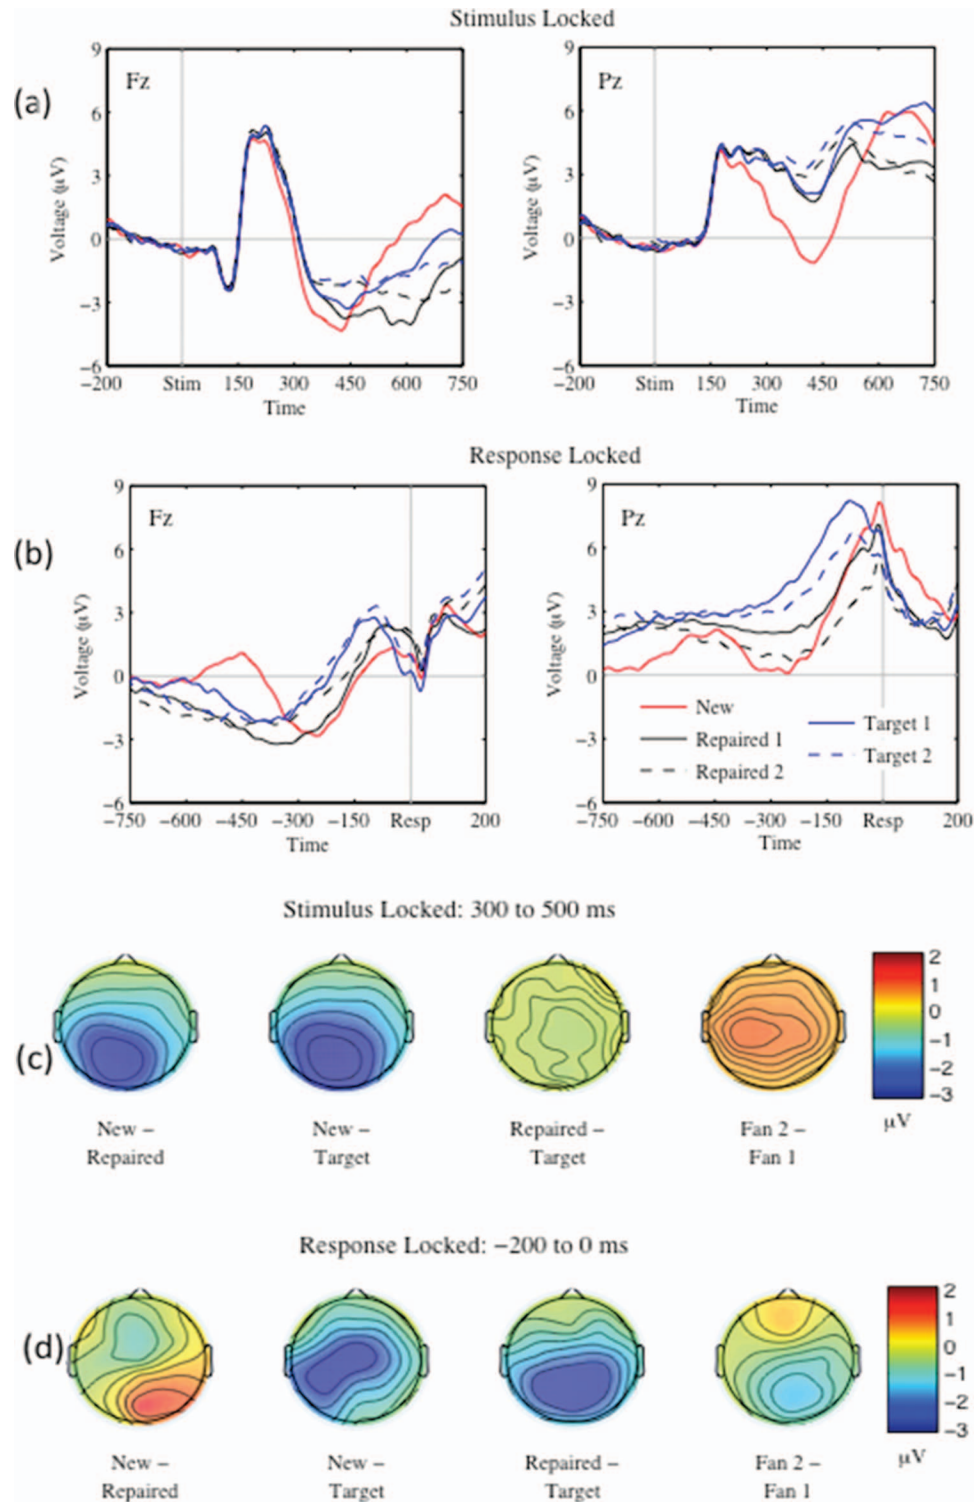 Stimulus Locked
(a)
Fz
Pz
Voltage (μV)
9
6
3
0
−3
−6
−200 Stim 150 300 450 600 750
Time
Voltage (μV)
9
6
3
0
−3
−6
−200 Stim 150 300 450 600 750
Time
Response Locked
(b)
Fz
Pz
Voltage (μV)
9
6
3
0
−3
−6
−750 −600 −450 −300 −150 Resp 200
Time
Voltage (μV)
9
6
3
0
−3
−6
−750 −600 −450 −300 −150 Resp 200
Time
New
Repaired 1
Repaired 2
Target 1
Target 2
Stimulus Locked: 300 to 500 ms
(c)
New –
Repaired
New –
Target
Repaired –
Target
Fan 2 –
Fan 1
2
1
0
−1
−2
−3
μV
Response Locked: −200 to 0 ms
(d)
New –
Repaired
New –
Target
Repaired –
Target
Fan 2 –
Fan 1
2
1
0
−1
−2
−3
μV